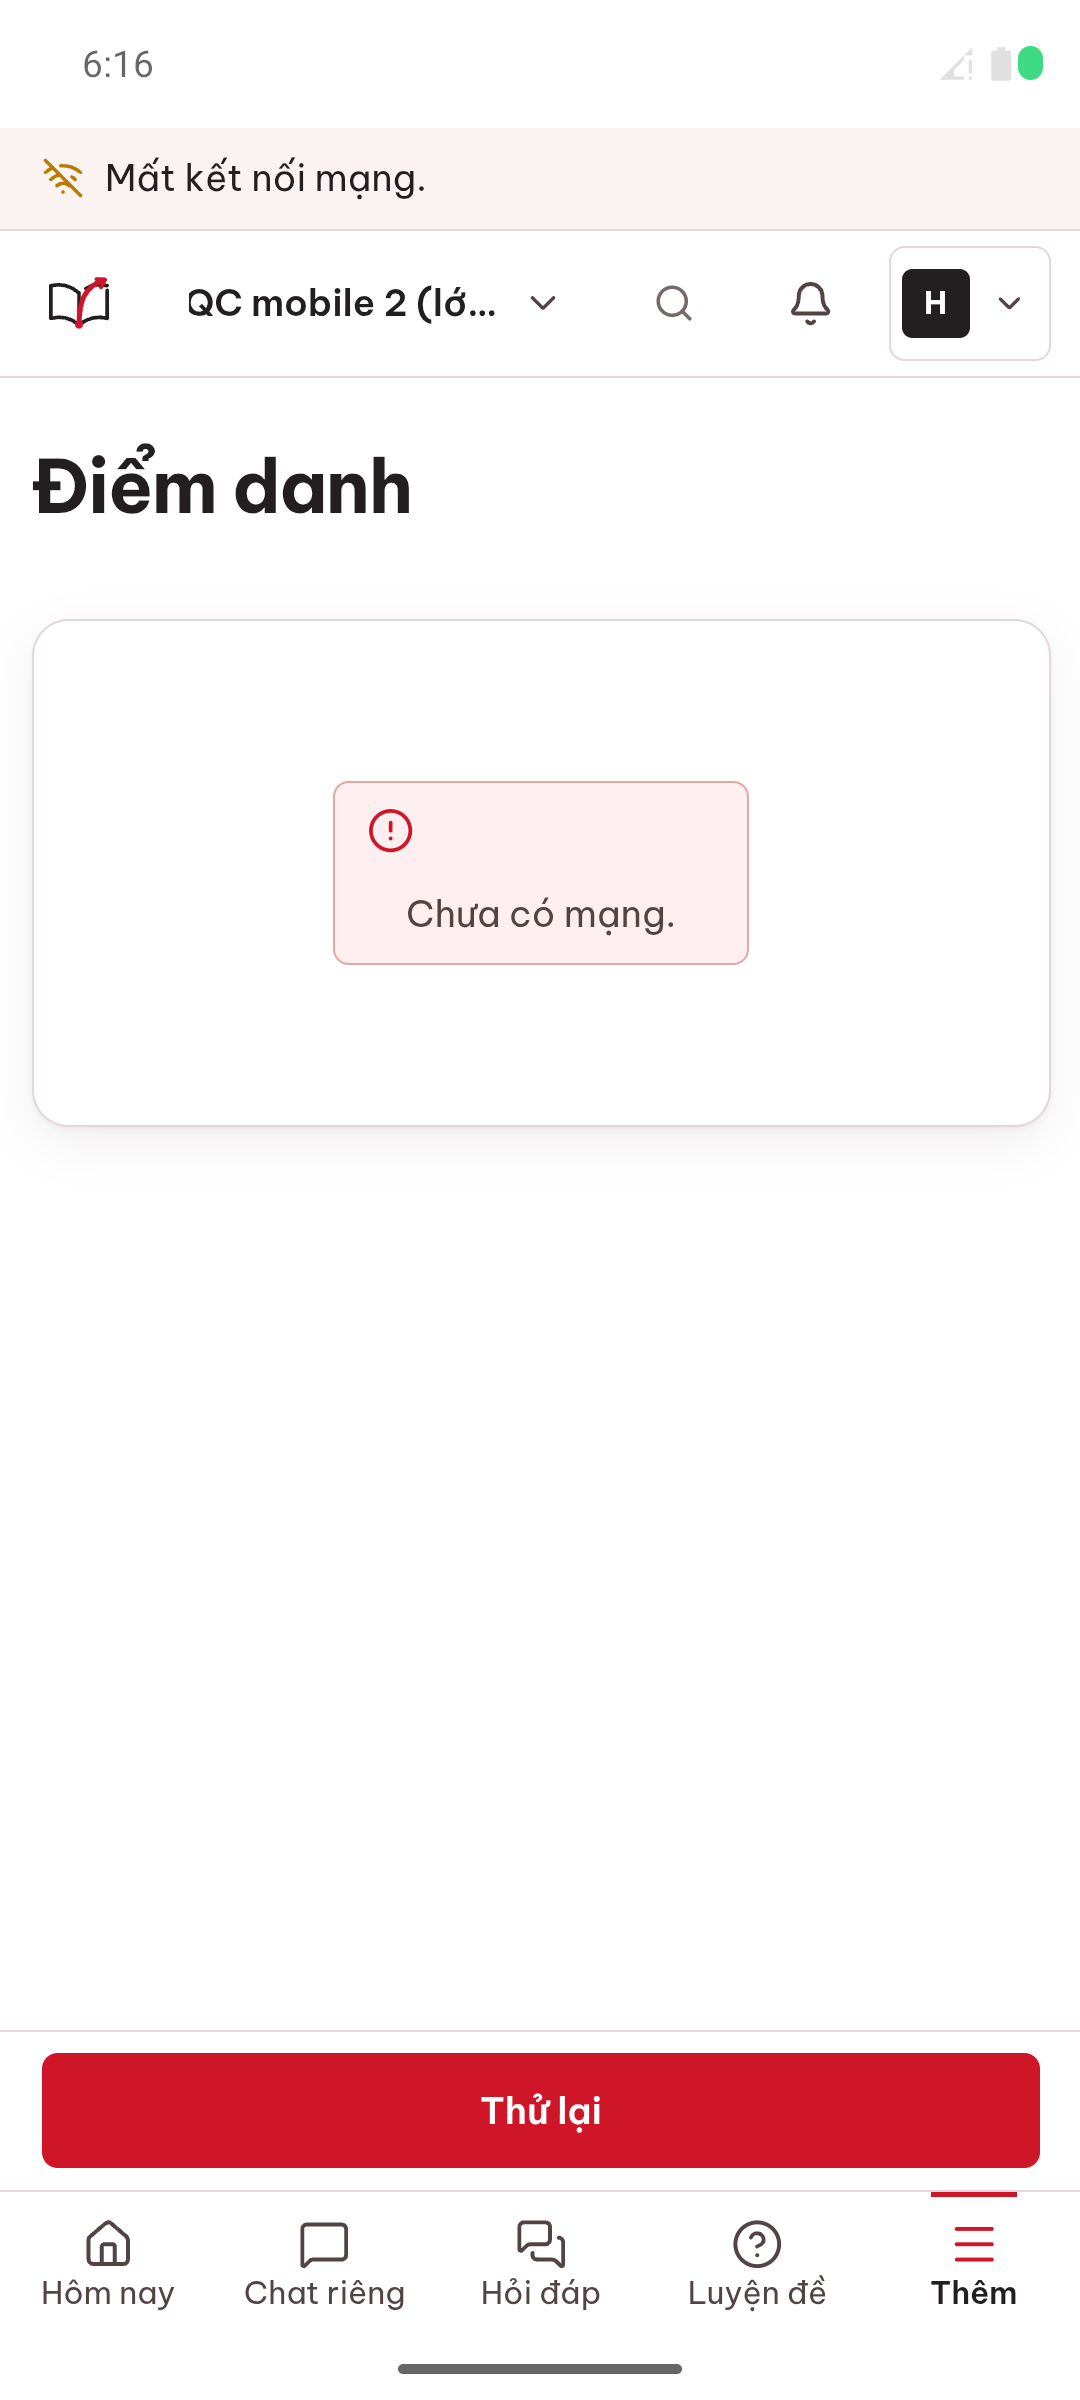 6:16
Mất kết nối mạng.
QC mobile 2 (lớ...
H
Điểm danh
Chưa có mạng.
Thử lại
Hôm nay
Chat riêng
Hỏi đáp
Luyện đề
Thêm